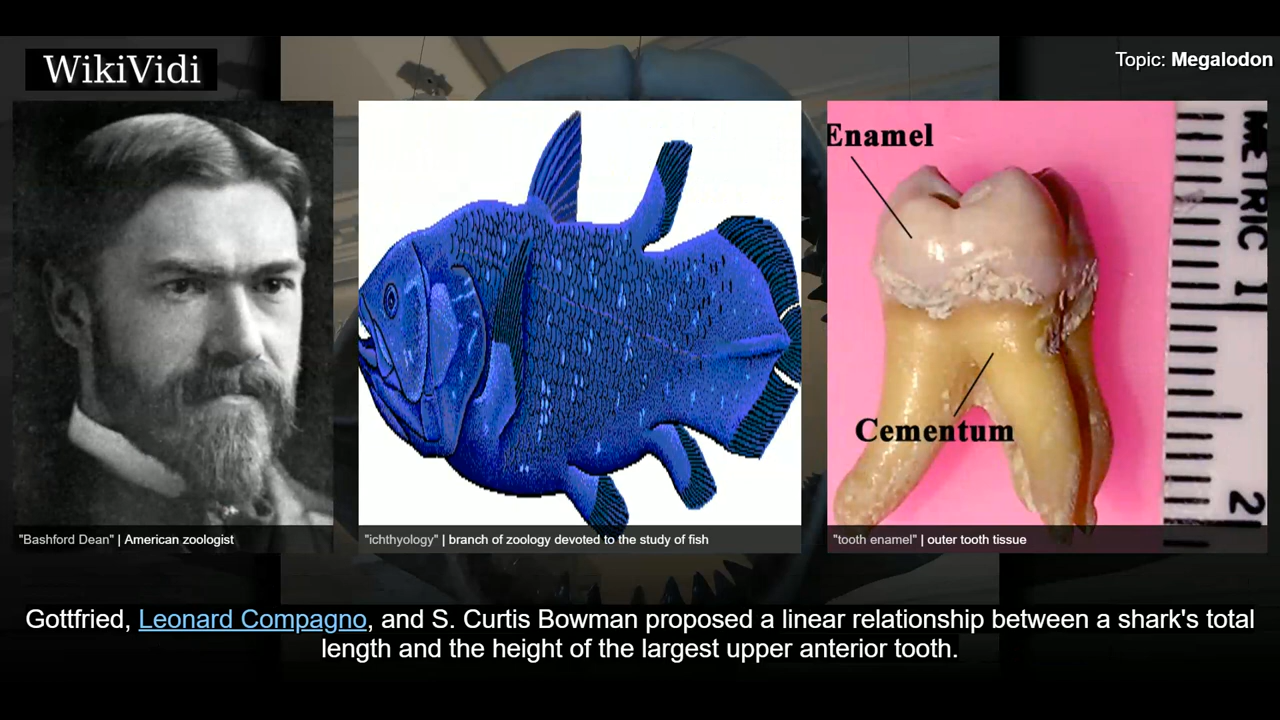 WikiVidi
Topic: Megalodon
Enamel
Cementum
METRIC 1
2
"Bashford Dean" | American zoologist
"ichthyology" | branch of zoology devoted to the study of fish
"tooth enamel" | outer tooth tissue
Gottfried, Leonard Compagno, and S. Curtis Bowman proposed a linear relationship between a shark's total
length and the height of the largest upper anterior tooth.